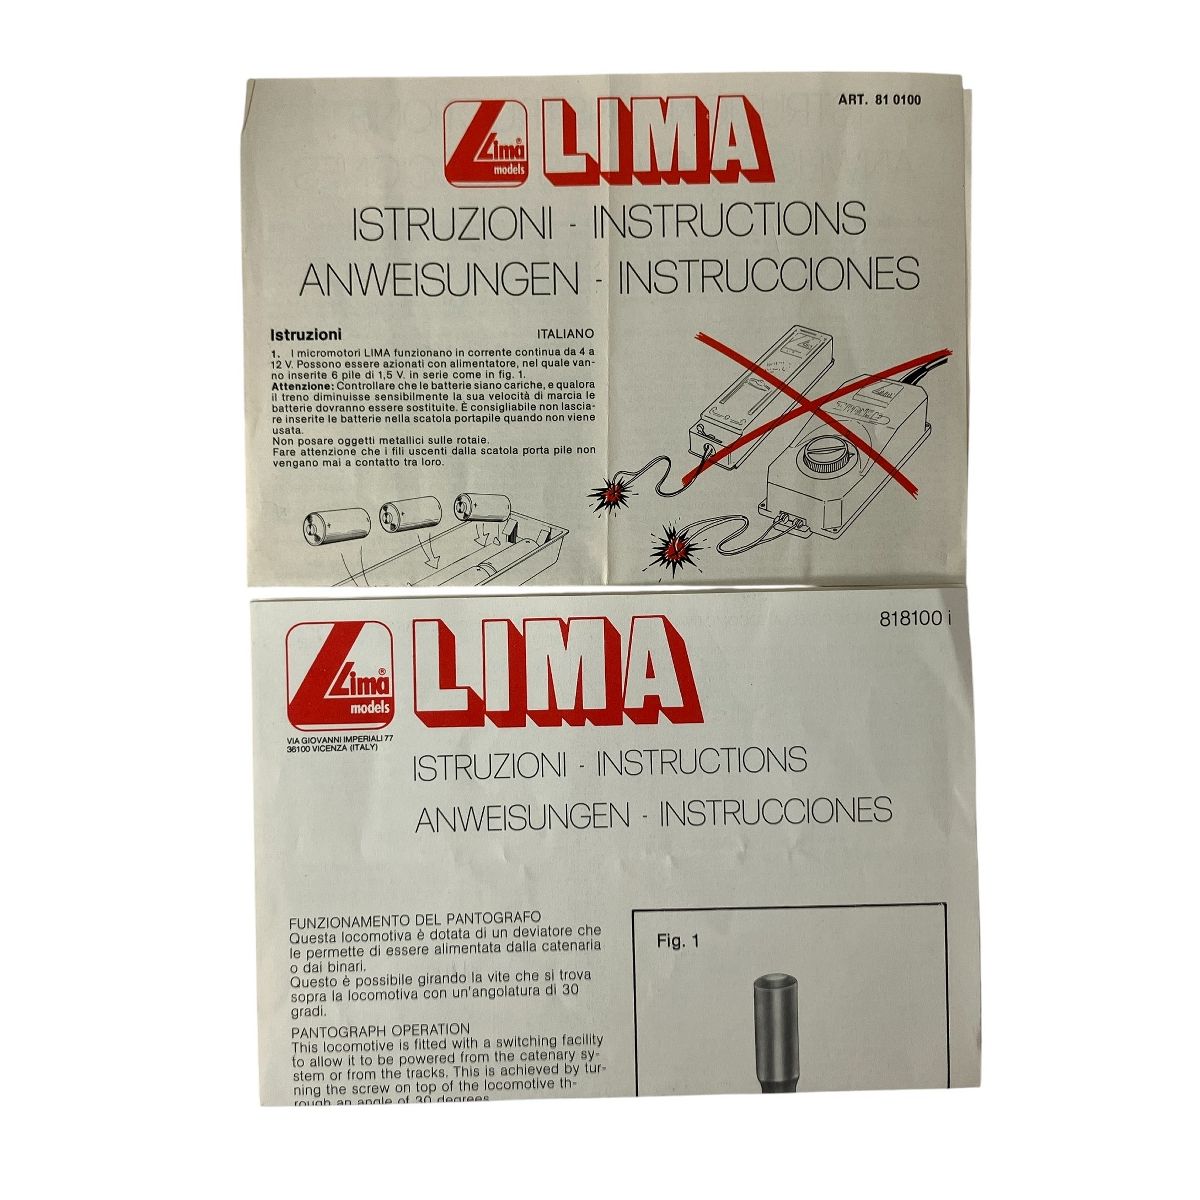 Lima®
models
LIMA
ART. 81 0100
ISTRUZIONI - INSTRUCTIONS
ANWEISUNGEN - INSTRUCCIONES
Istruzioni ITALIANO
1. I micromotori LIMA funzionano in corrente continua da 4 a
12 V. Possono essere azionati con alimentatore, nel quale van-
no inserite 6 pile di 1,5 V. in serie come in fig. 1.
Attenzione: Controllare che le batterie siano cariche, e qualora
il treno diminuisse sensibilmente la sua velocità di marcia le
batterie dovranno essere sostituite. È consigliabile non lascia-
re inserite le batterie nella scatola portapile quando non viene
usata.
Non posare oggetti metallici sulle rotaie.
Fare attenzione che i fili uscenti dalla scatola porta pile non
vengano mai a contatto tra loro.
Lima®
models
VIA GIOVANNI IMPERIALI 77
36100 VICENZA (ITALY)
LIMA
818100 i
ISTRUZIONI - INSTRUCTIONS
ANWEISUNGEN - INSTRUCCIONES
FUNZIONAMENTO DEL PANTOGRAFO
Questa locomotiva è dotata di un deviatore che
le permette di essere alimentata dalla catenaria
o dai binari.
Questo è possibile girando la vite che si trova
sopra la locomotiva con un'angolatura di 30
gradi.
PANTOGRAPH OPERATION
This locomotive is fitted with a switching facility
to allow it to be powered from the catenary sy-
stem or from the tracks. This is achieved by tur-
ning the screw on top of the locomotive th-
rough an angle of 30 degrees
Fig. 1